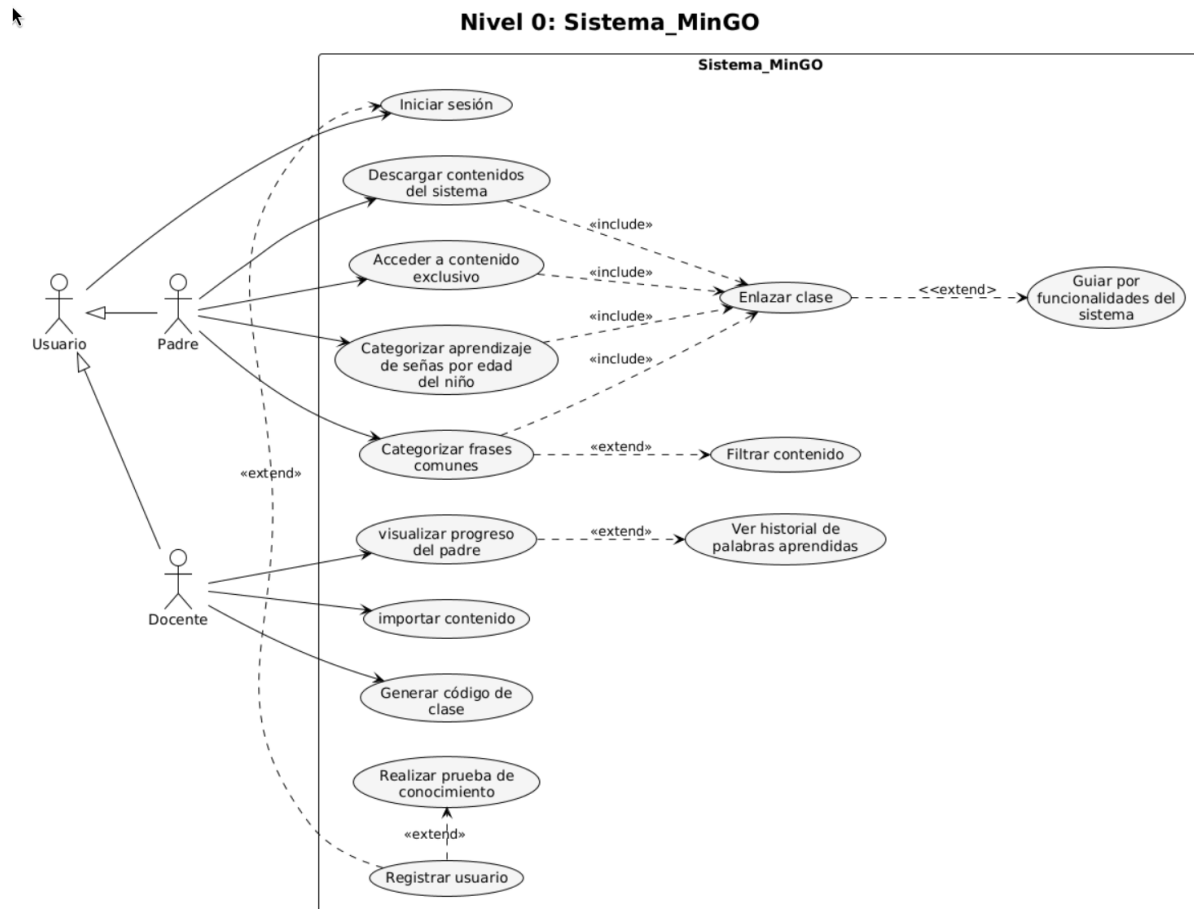 Nivel 0: Sistema_MinGO
Sistema_MinGO
Iniciar sesión
Descargar contenidos
del sistema
«include»
Acceder a contenido
exclusivo
«include»
Enlazar clase
<<extend>
Guiar por
funcionalidades del
sistema
Usuario
Padre
«include»
Categorizar aprendizaje
de señas por edad
del niño
«include»
Categorizar frases
comunes
«extend»
Filtrar contenido
«extend»
visualizar progreso
del padre
«extend»
Ver historial de
palabras aprendidas
Docente
importar contenido
Generar código de
clase
Realizar prueba de
conocimiento
«extend»
Registrar usuario